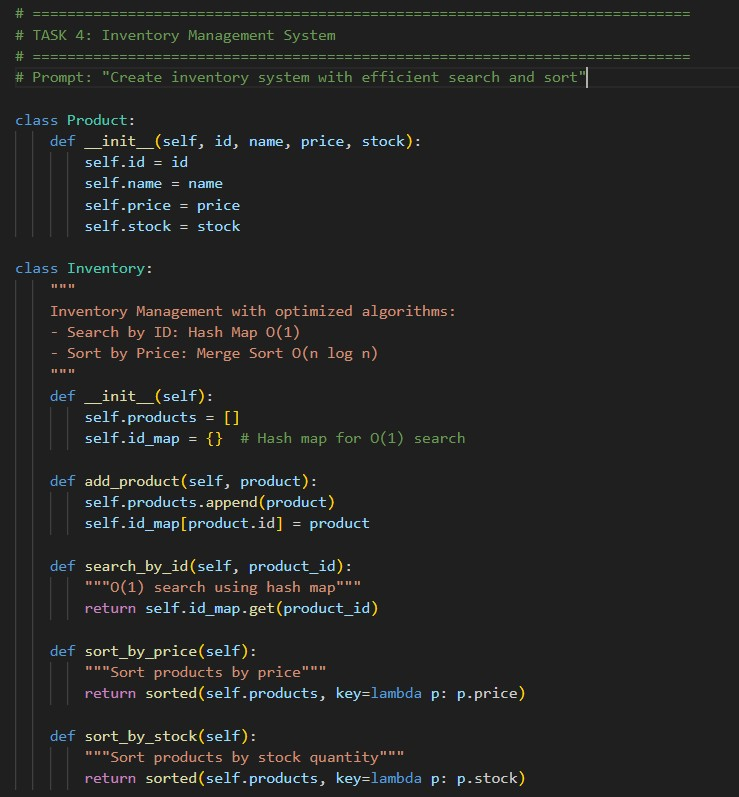 # ============================================================================
# TASK 4: Inventory Management System
# ============================================================================
# Prompt: "Create inventory system with efficient search and sort"
class Product:
    def __init__(self, id, name, price, stock):
        self.id = id
        self.name = name
        self.price = price
        self.stock = stock
class Inventory:
    """
    Inventory Management with optimized algorithms:
    - Search by ID: Hash Map O(1)
    - Sort by Price: Merge Sort O(n log n)
    """
    def __init__(self):
        self.products = []
        self.id_map = {}  # Hash map for O(1) search
    def add_product(self, product):
        self.products.append(product)
        self.id_map[product.id] = product
    def search_by_id(self, product_id):
        """O(1) search using hash map"""
        return self.id_map.get(product_id)
    def sort_by_price(self):
        """Sort products by price"""
        return sorted(self.products, key=lambda p: p.price)
    def sort_by_stock(self):
        """Sort products by stock quantity"""
        return sorted(self.products, key=lambda p: p.stock)